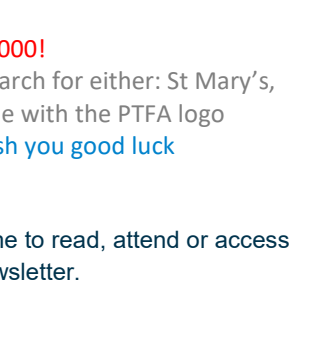 000!
arch for either: St Mary's,
e with the PTFA logo
sh you good luck
ne to read, attend or access
wsletter.